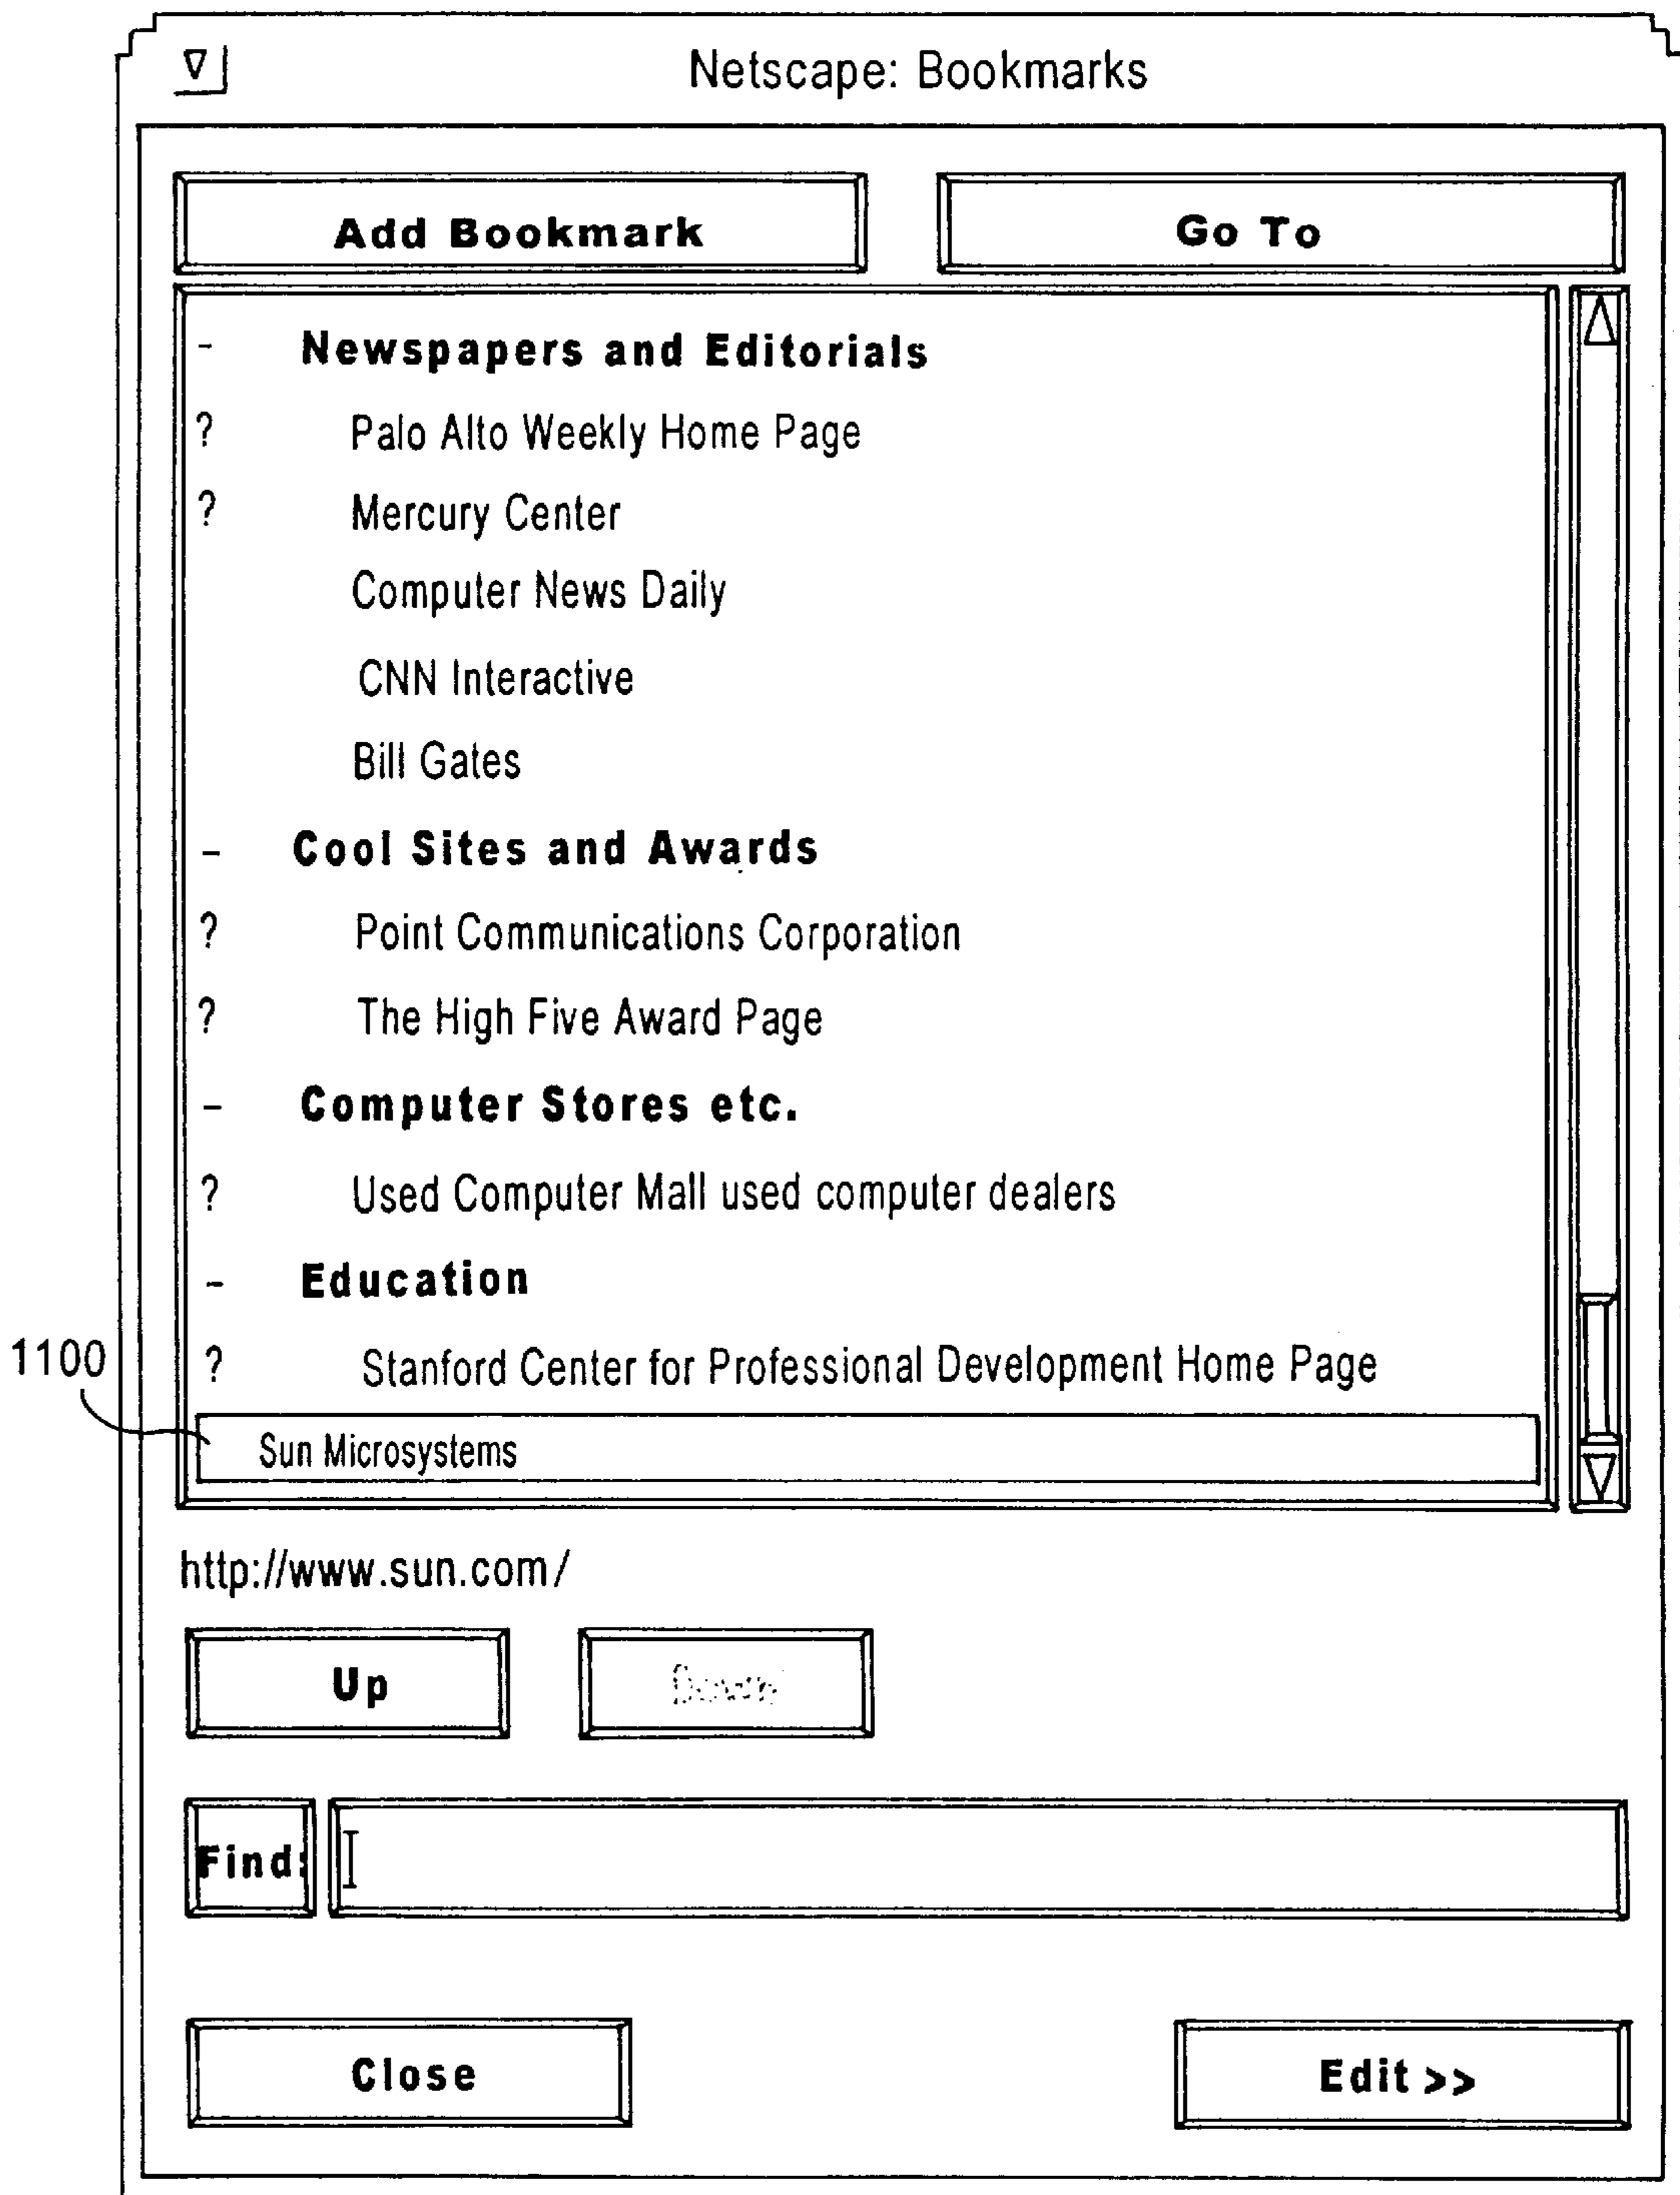 Netscape: Bookmarks
Add Bookmark Go To
- Newspapers and Editorials
? Palo Alto Weekly Home Page
? Mercury Center
Computer News Daily
CNN Interactive
Bill Gates
- Cool Sites and Awards
? Point Communications Corporation
? The High Five Award Page
- Computer Stores etc.
? Used Computer Mall used computer dealers
- Education
1100 ? Stanford Center for Professional Development Home Page
Sun Microsystems
http://www.sun.com/
Up Down
Find:
Close Edit >>